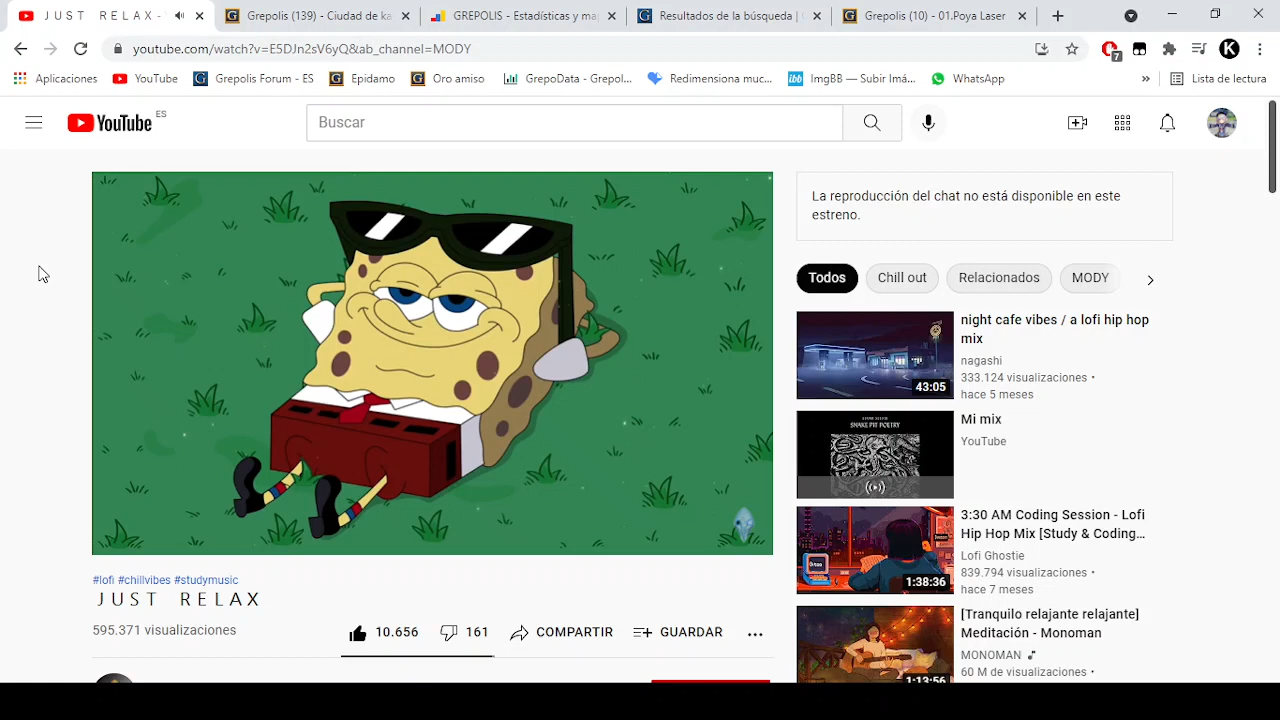 J U S T   R E L A X -
Grepolis (139) - Ciudad de ka
GREPOLIS - Estadísticas y map
Resultados de la búsqueda |
Grepolis (10) - 01.Poya Laser
youtube.com/watch?v=E5DJn2sV6yQ&ab_channel=MODY
7
K
Aplicaciones
YouTube
Grepolis Forum - ES
Epidamo
Oro amiso
GrepoData - Grepol...
Redimensiona muc...
ibb
ImgBB — Subir Imá...
WhatsApp
»
Lista de lectura
YouTube ES
Buscar
La reproducción del chat no está disponible en este
estreno.
Todos
Chill out
Relacionados
MODY
night cafe vibes / a lofi hip hop
mix
nagashi
333.124 visualizaciones •
hace 5 meses
43:05
SNAKE PIT POETRY
Mi mix
YouTube
3:30 AM Coding Session - Lofi
Hip Hop Mix [Study & Coding...
Lofi Ghostie
839.794 visualizaciones •
hace 7 meses
1:38:36
[Tranquilo relajante relajante]
Meditación - Monoman
MONOMAN
60 M de visualizaciones •
1:13:56
#lofi #chillvibes #studymusic
J U S T   R E L A X
595.371 visualizaciones
10.656
161
COMPARTIR
GUARDAR